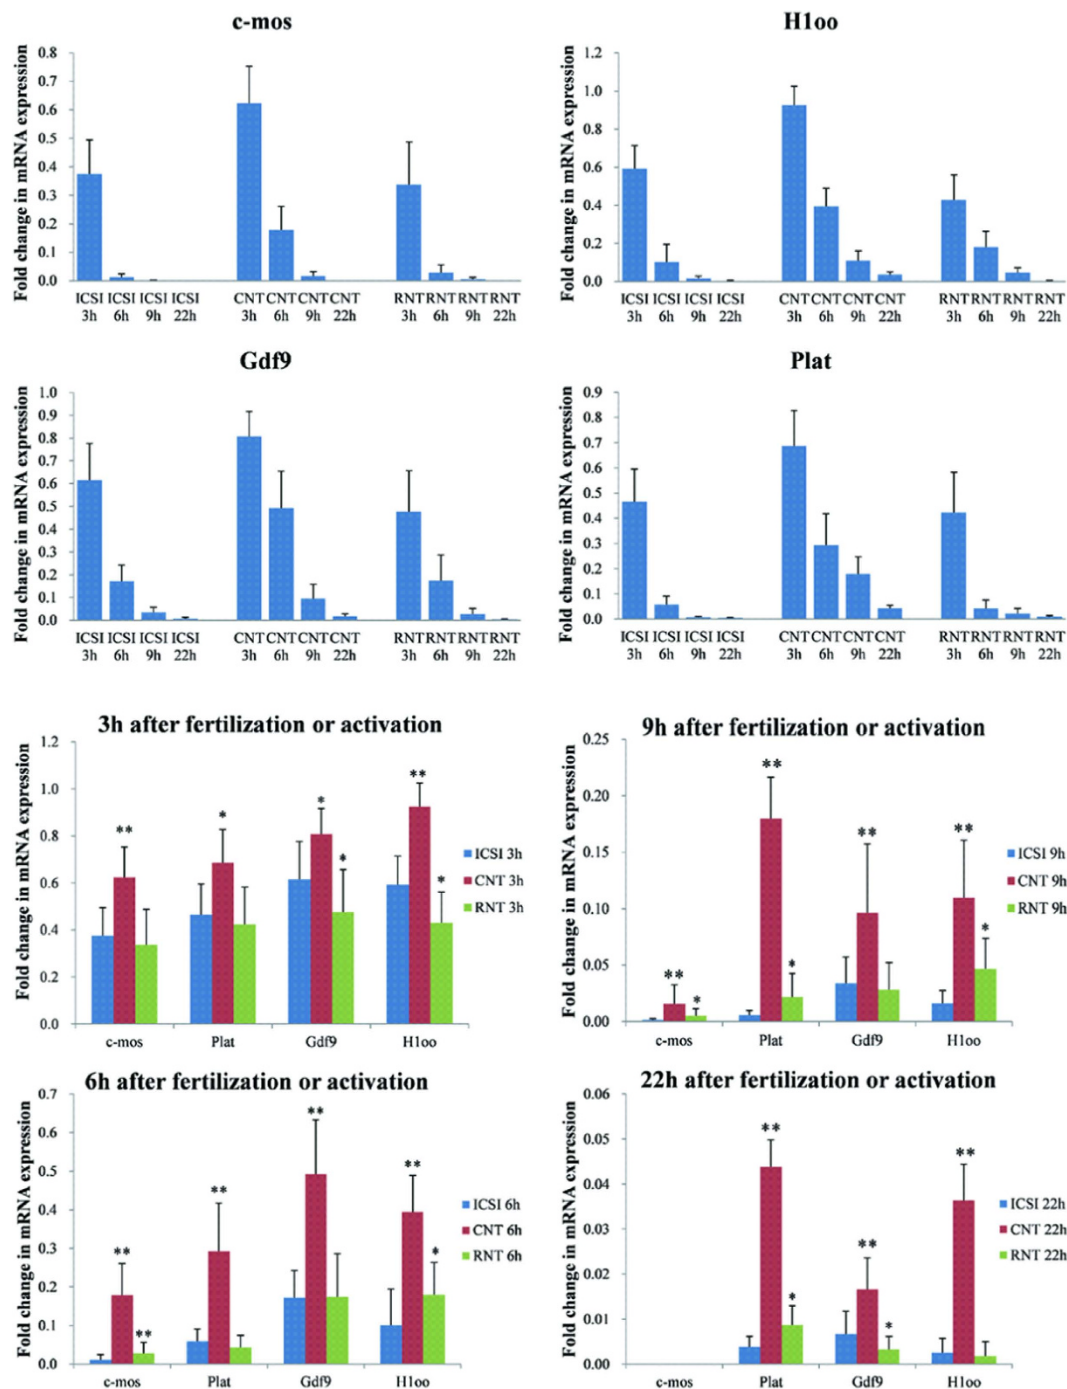 c-mos
Fold change in mRNA expression
0.8
0.7
0.6
0.5
0.4
0.3
0.2
0.1
0.0
ICSI ICSI ICSI ICSI CNT CNT CNT CNT RNT RNT RNT RNT
3h 6h 9h 22h 3h 6h 9h 22h 3h 6h 9h 22h
H1oo
Fold change in mRNA expression
1.2
1.0
0.8
0.6
0.4
0.2
0.0
ICSI ICSI ICSI ICSI CNT CNT CNT CNT RNT RNT RNT RNT
3h 6h 9h 22h 3h 6h 9h 22h 3h 6h 9h 22h
Gdf9
Fold change in mRNA expression
1.0
0.9
0.8
0.7
0.6
0.5
0.4
0.3
0.2
0.1
0.0
ICSI ICSI ICSI ICSI CNT CNT CNT CNT RNT RNT RNT RNT
3h 6h 9h 22h 3h 6h 9h 22h 3h 6h 9h 22h
Plat
Fold change in mRNA expression
0.9
0.8
0.7
0.6
0.5
0.4
0.3
0.2
0.1
0.0
ICSI ICSI ICSI ICSI CNT CNT CNT CNT RNT RNT RNT RNT
3h 6h 9h 22h 3h 6h 9h 22h 3h 6h 9h 22h
3h after fertilization or activation
Fold change in mRNA expression
1.2
1.0
0.8
0.6
0.4
0.2
0.0
** * * * ** *
c-mos Plat Gdf9 H1oo
ICSI 3h
CNT 3h
RNT 3h
9h after fertilization or activation
Fold change in mRNA expression
0.25
0.20
0.15
0.10
0.05
0.00
** * ** * ** ** *
c-mos Plat Gdf9 H1oo
ICSI 9h
CNT 9h
RNT 9h
6h after fertilization or activation
Fold change in mRNA expression
0.7
0.6
0.5
0.4
0.3
0.2
0.1
0.0
** ** ** ** ** *
c-mos Plat Gdf9 H1oo
ICSI 6h
CNT 6h
RNT 6h
22h after fertilization or activation
Fold change in mRNA expression
0.06
0.05
0.04
0.03
0.02
0.01
0.00
** * ** * **
c-mos Plat Gdf9 H1oo
ICSI 22h
CNT 22h
RNT 22h